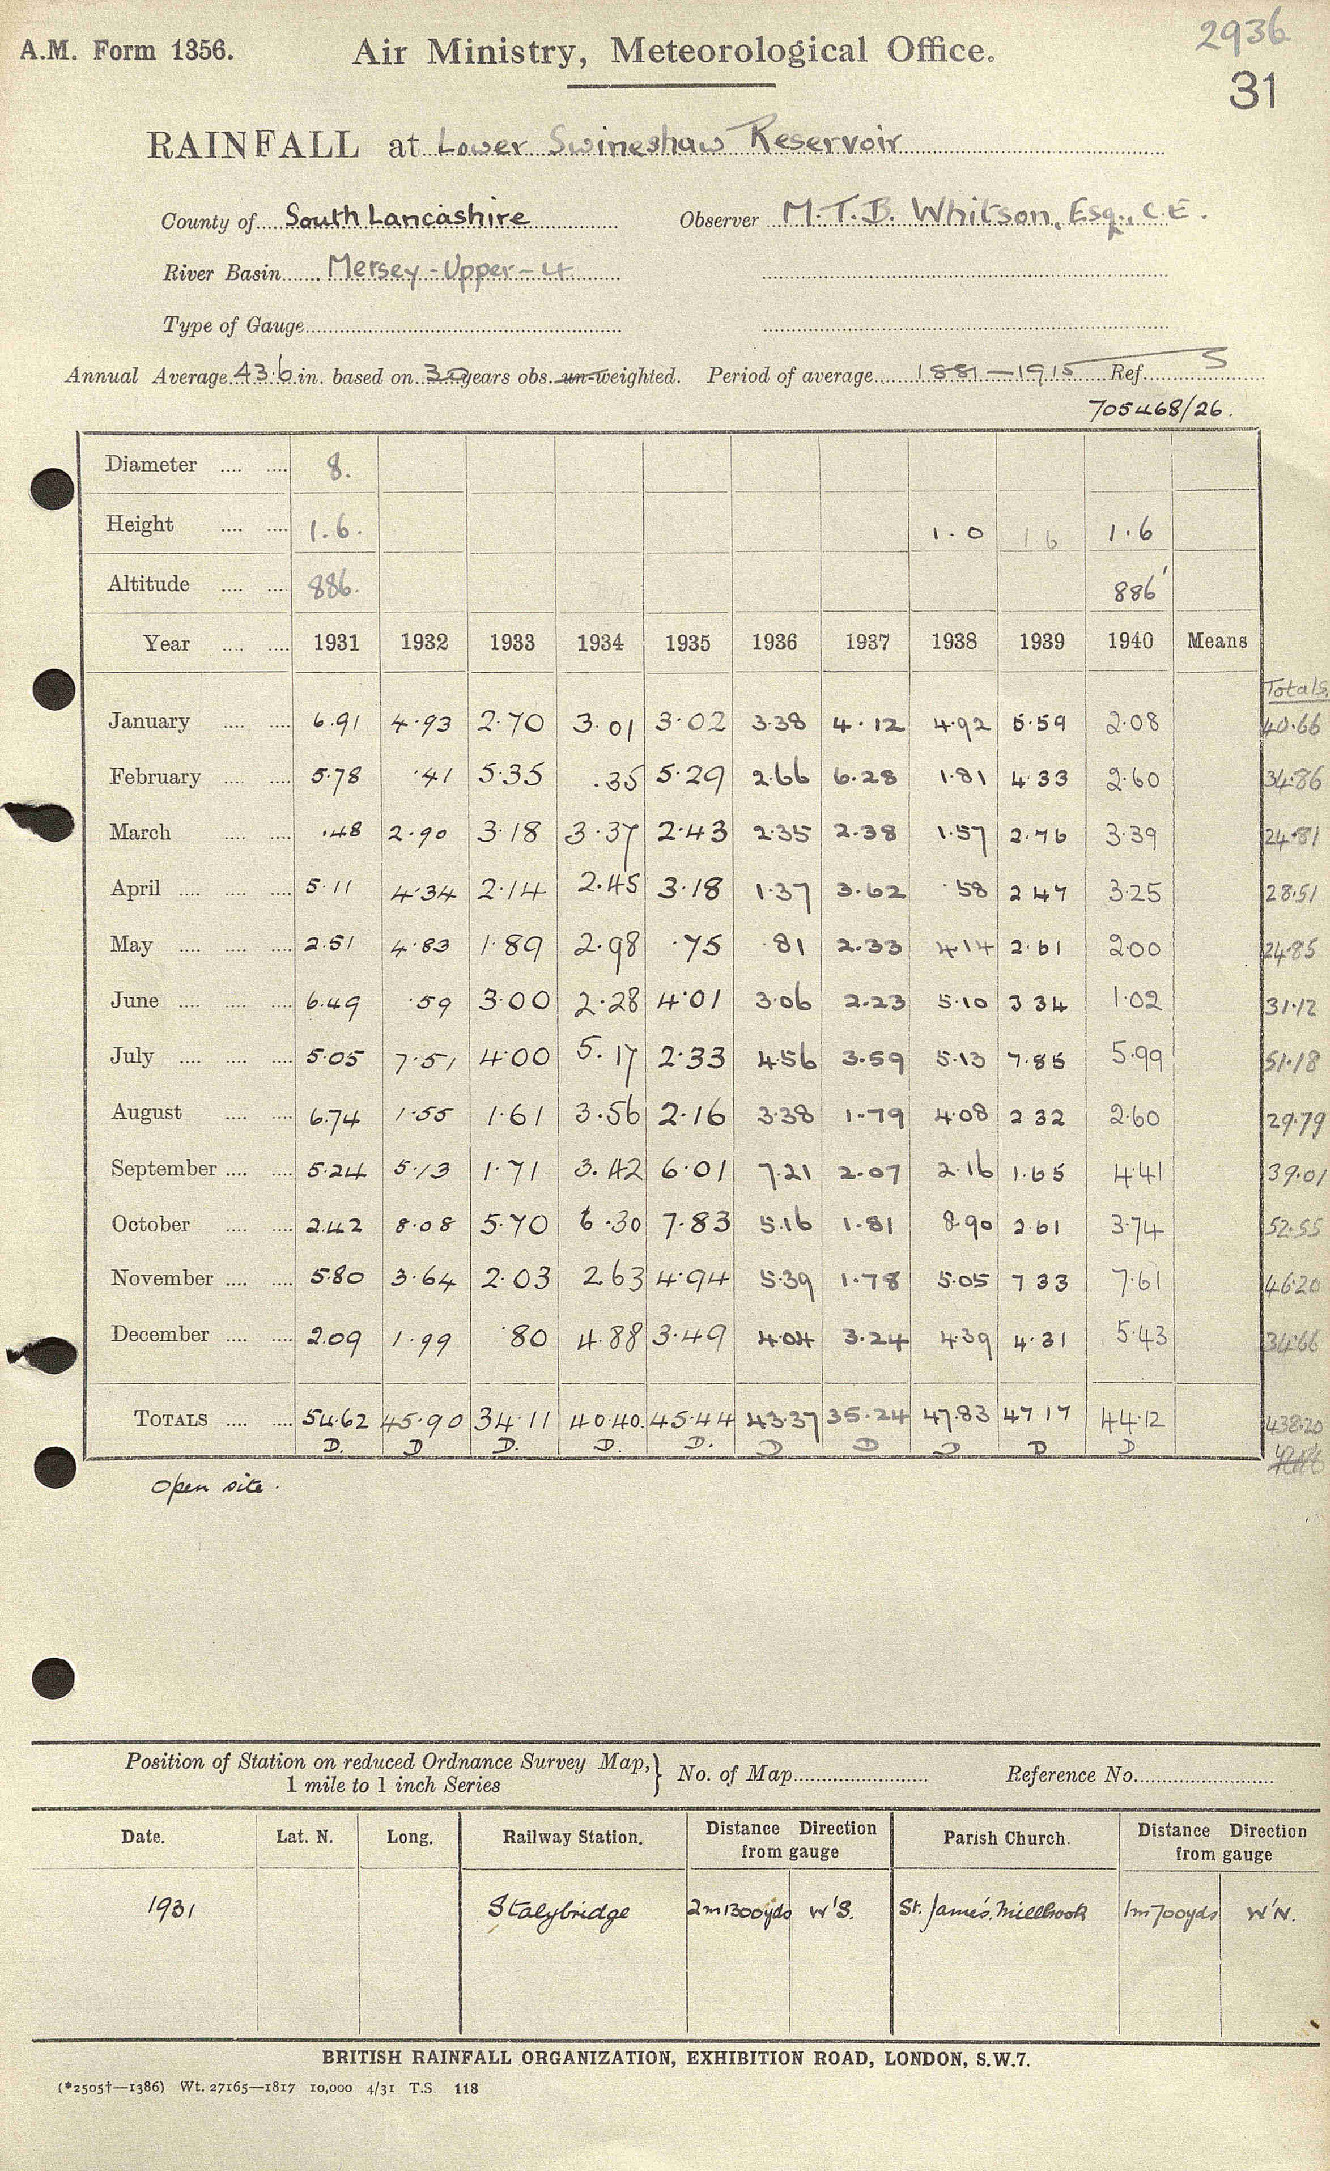 2936
A.M. Form 1356. Air Ministry, Meteorological Office.
31
RAINFALL at Lower Swineshaw Reservoir
County of South Lancashire Observer M.T.B. Whitson, Esq., C.E.
River Basin Mersey-Upper-4
Type of Gauge
Annual Average 43.6 in. based on 30 years obs. un-weighted. Period of average 1881-1915 Ref. S
705468/26.
Diameter 8.
Height 1.6. 1.0 1 6 1.6
Altitude 886. 886'
Year 1931 1932 1933 1934 1935 1936 1937 1938 1939 1940 Means
Totals
January 6.91 4.93 2.70 3.01 3.02 3.38 4.12 4.92 5.59 2.08 40.66
February 5.78 .41 5.35 .35 5.29 2.66 6.28 1.81 4 33 2.60 34.86
March .48 2.90 3.18 3.37 2.43 2.35 2.38 1.57 2.76 3.39 24.81
April 5.11 4.34 2.14 2.45 3.18 1.37 3.62 .58 2 47 3.25 28.51
May 2.51 4.83 1.89 2.98 .75 .81 2.33 4.14 2.61 2.00 24.85
June 6.49 .59 3.00 2.28 4.01 3.06 2.23 5.10 3 34 1.02 31.12
July 5.05 7.51 4.00 5.17 2.33 4.56 3.59 5.13 7.85 5.99 51.18
August 6.74 1.55 1.61 3.56 2.16 3.38 1.79 4.08 2 32 2.60 29.79
September 5.24 5.13 1.71 3.42 6.01 7.21 2.07 2.16 1.65 4.41 39.01
October 2.42 8.08 5.70 6.30 7.83 5.16 1.81 8.90 2.61 3.74 52.55
November 5.80 3.64 2.03 2.63 4.94 5.39 1.78 5.05 7 33 7.61 46.20
December 2.09 1.99 .80 4.88 3.49 4.04 3.24 4.39 4.31 5.43 34.66
TOTALS 54.62 45.90 34.11 40.40 45.44 43.37 35.24 47.83 47 17 44.12 438.20
D. D D. D. D. D D D D D
Open site.
Position of Station on reduced Ordnance Survey Map, } No. of Map Reference No.
1 mile to 1 inch Series
Date. Lat. N. Long. Railway Station. Distance Direction from gauge Parish Church. Distance Direction from gauge
1931 Stalybridge 2m1300yds W'S. St. James'. Millbrook 1m700yds W'N.
BRITISH RAINFALL ORGANIZATION, EXHIBITION ROAD, LONDON, S.W.7.
(*2505†—1386) Wt. 27165—1817 10,000 4/31 T.S. 118